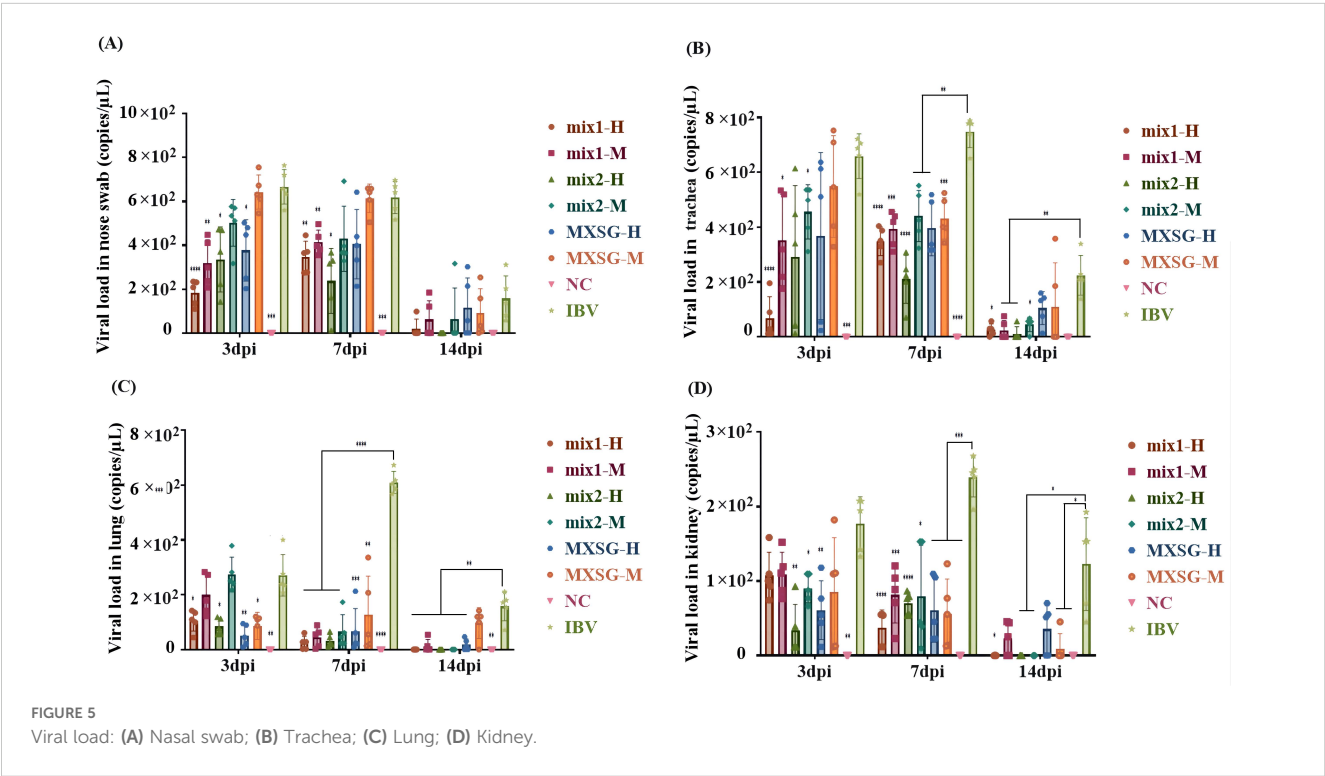 (A)
Viral load in nose swab (copies/μL)
10 ×10²
8 ×10²
6 ×10²
4 ×10²
2 ×10²
0
3dpi 7dpi 14dpi
mix1-H
mix1-M
mix2-H
mix2-M
MXSG-H
MXSG-M
NC
IBV
(B)
Viral load in trachea (copies/μL)
8 ×10²
6 ×10²
4 ×10²
2 ×10²
0
3dpi 7dpi 14dpi
mix1-H
mix1-M
mix2-H
mix2-M
MXSG-H
MXSG-M
NC
IBV
(C)
Viral load in lung (copies/μL)
8 ×10²
6 ×10²
4 ×10²
2 ×10²
0
3dpi 7dpi 14dpi
mix1-H
mix1-M
mix2-H
mix2-M
MXSG-H
MXSG-M
NC
IBV
(D)
Viral load in kidney (copies/μL)
3×10²
2 ×10²
1 ×10²
0
3dpi 7dpi 14dpi
mix1-H
mix1-M
mix2-H
mix2-M
MXSG-H
MXSG-M
NC
IBV
FIGURE 5
Viral load: (A) Nasal swab; (B) Trachea; (C) Lung; (D) Kidney.